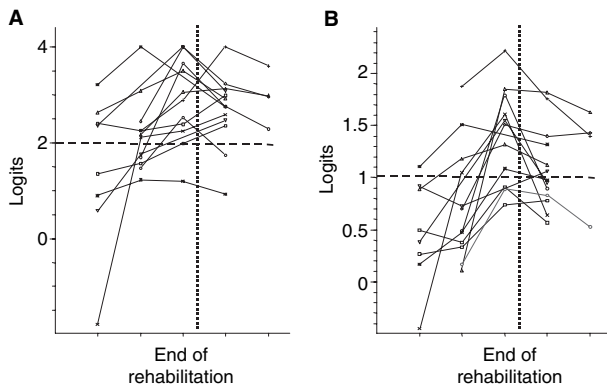 A
Logits
4
2
0
End of
rehabilitation
B
Logits
2
1.5
1
0.5
0
End of
rehabilitation